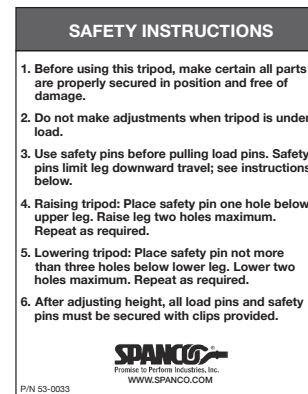 SAFETY INSTRUCTIONS
1. Before using this tripod, make certain all parts
are properly secured in position and free of
damage.
2. Do not make adjustments when tripod is under
load.
3. Use safety pins before pulling load pins. Safety
pins limit leg downward travel; see instructions
below.
4. Raising tripod: Place safety pin one hole below
upper leg. Raise leg two holes maximum.
Repeat as required.
5. Lowering tripod: Place safety pin not more
than three holes below lower leg. Lower two
holes maximum. Repeat as required.
6. After adjusting height, all load pins and safety
pins must be secured with clips provided.
SPANCO
Promise to Perform Industries, Inc.
WWW.SPANCO.COM
P/N 53-0033